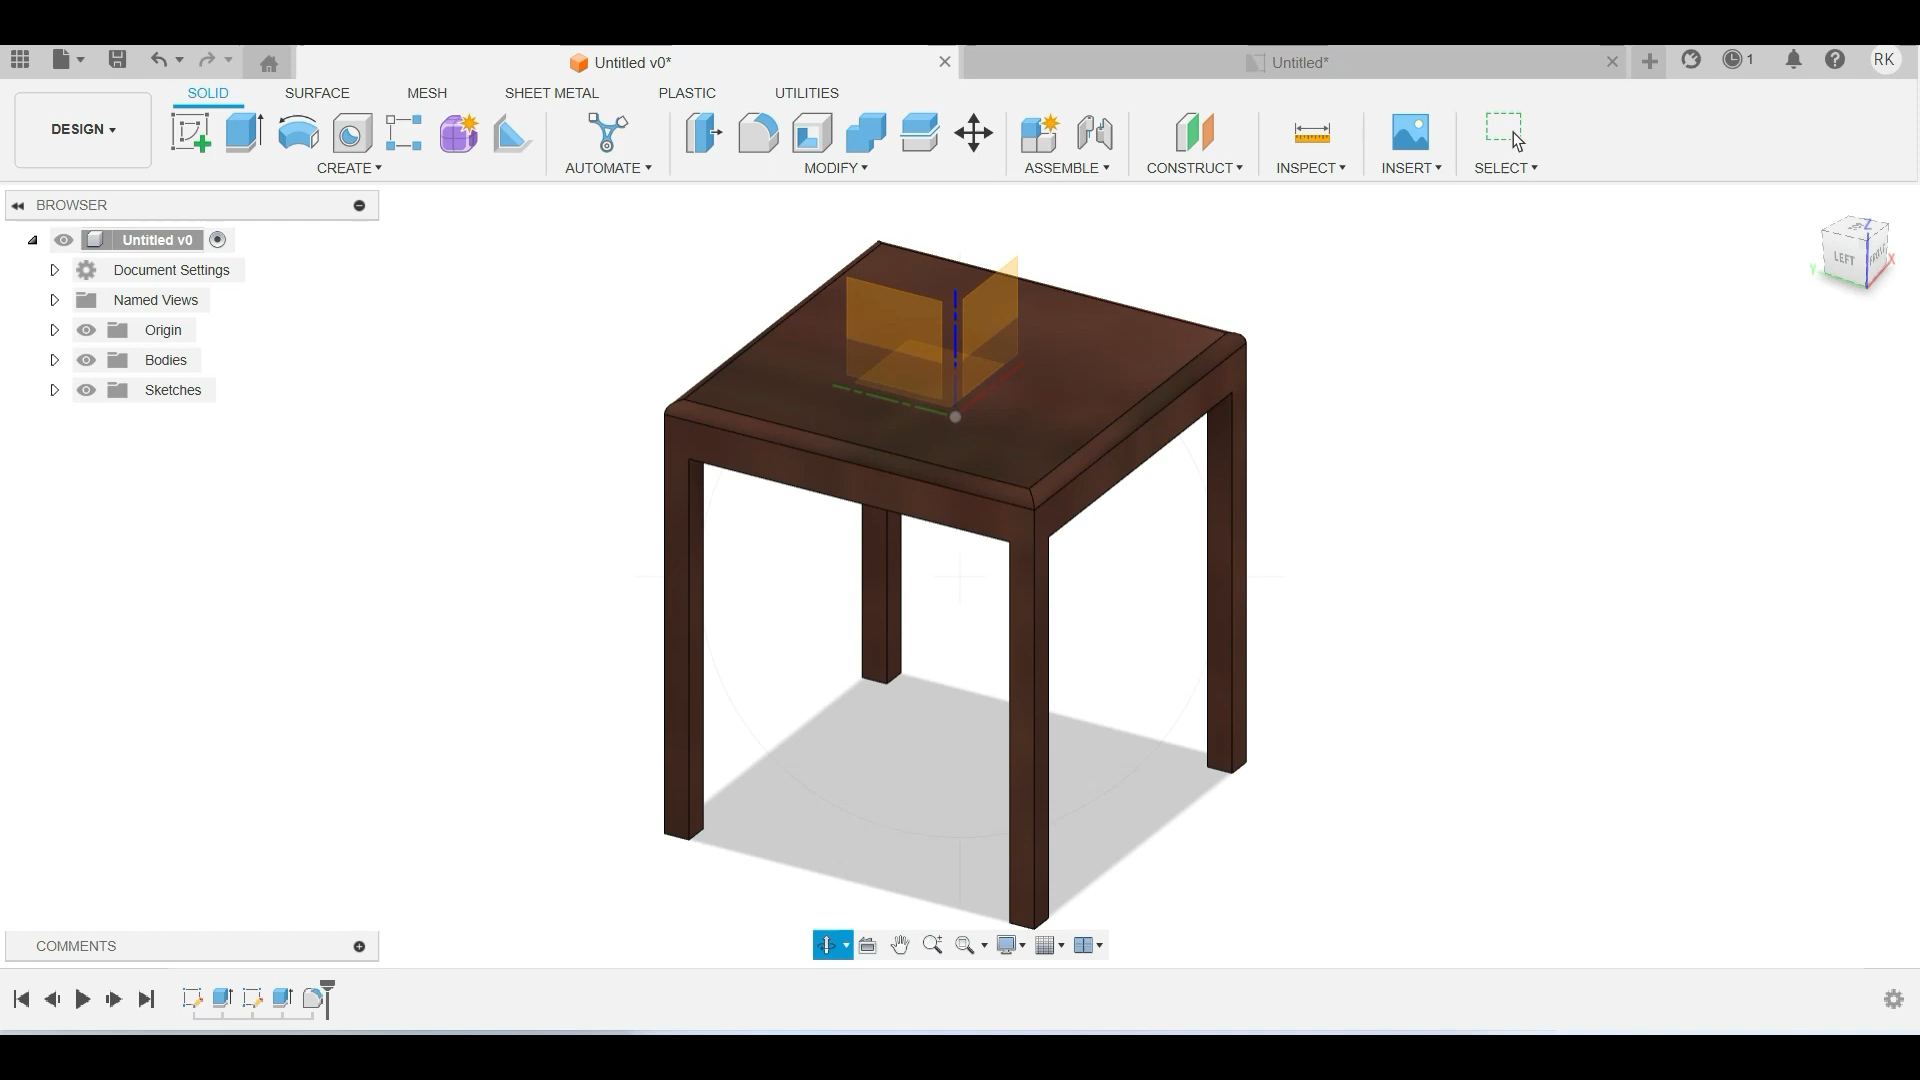 Untitled v0*
Untitled*
1
RK
DESIGN
SOLID
SURFACE
MESH
SHEET METAL
PLASTIC
UTILITIES
CREATE
AUTOMATE
MODIFY
ASSEMBLE
CONSTRUCT
INSPECT
INSERT
SELECT
BROWSER
Untitled v0
Document Settings
Named Views
Origin
Bodies
Sketches
Z
LEFT
Y
X
COMMENTS